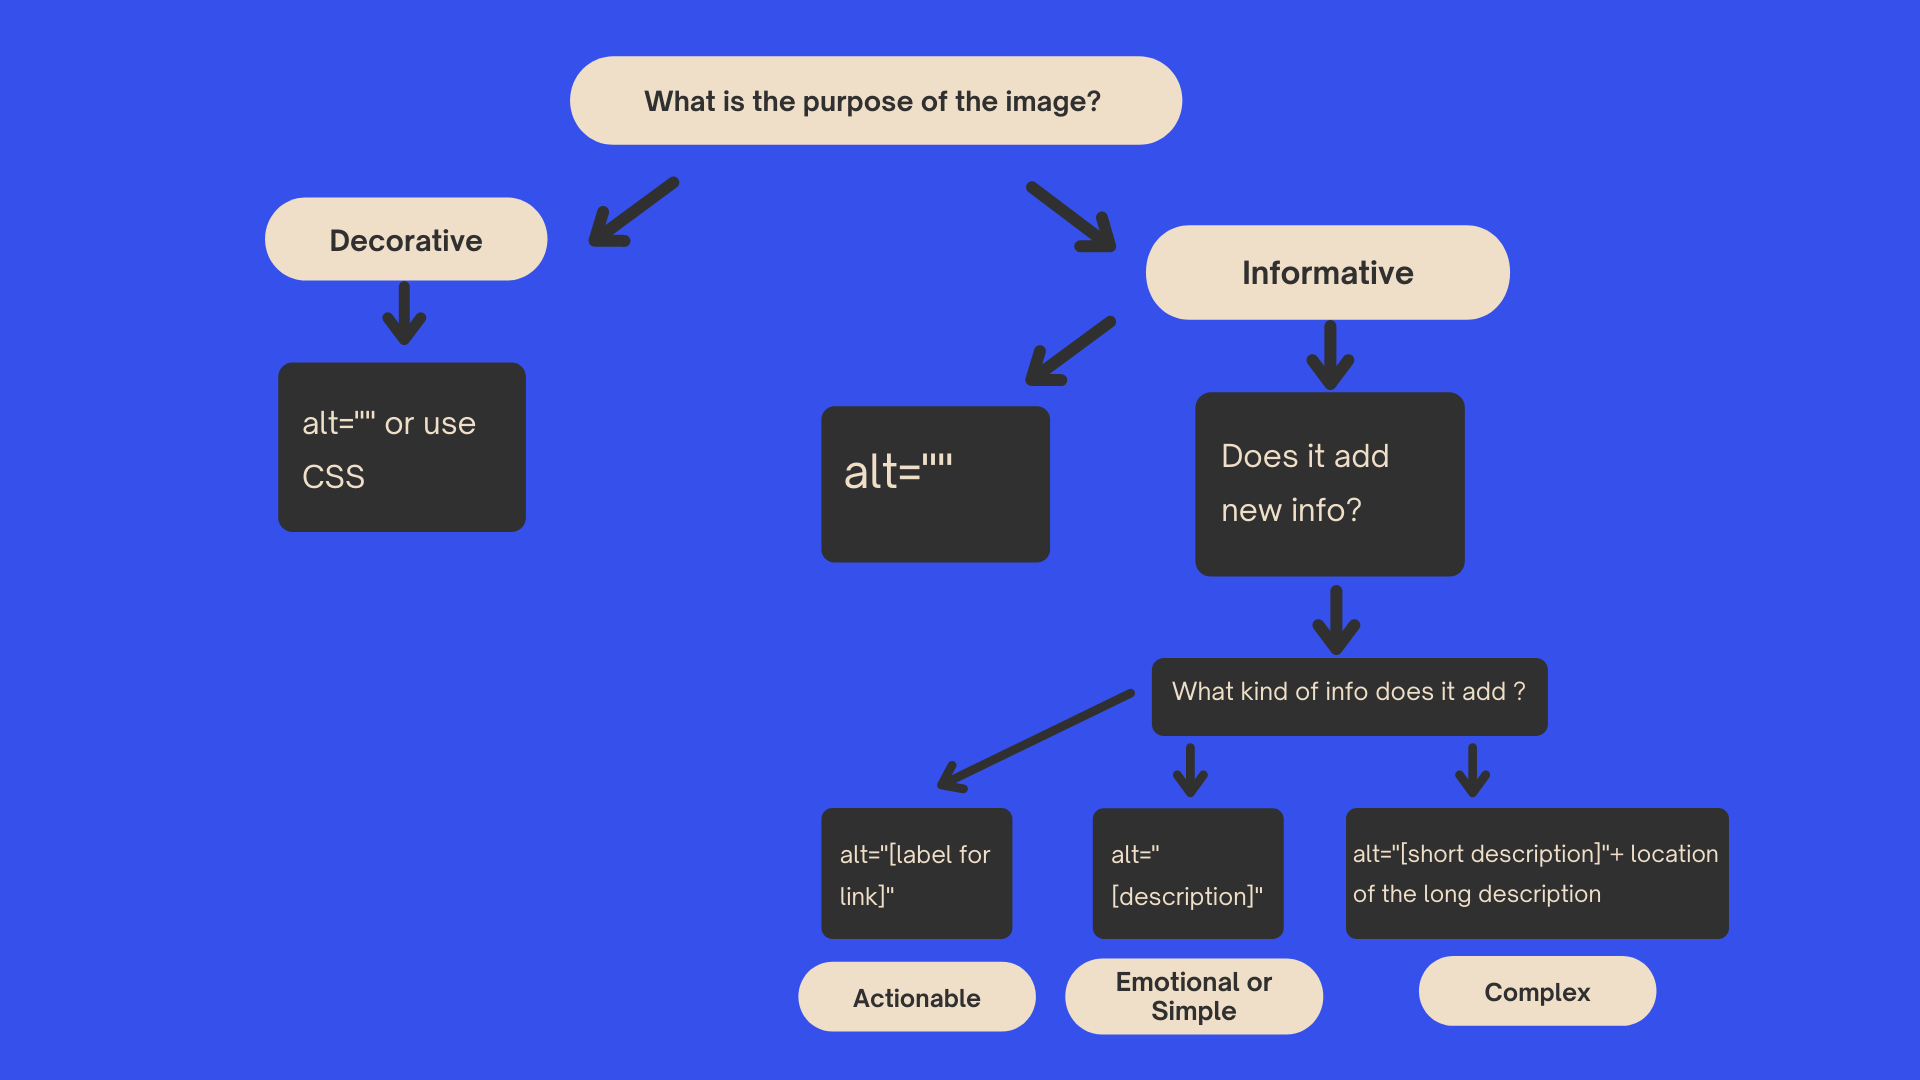 What is the purpose of the image?
Decorative
Informative
alt="" or use
CSS
alt=""
Does it add
new info?
What kind of info does it add ?
alt="[label for
link]"
alt="
[description]"
alt="[short description]"+ location
of the long description
Actionable
Emotional or
Simple
Complex